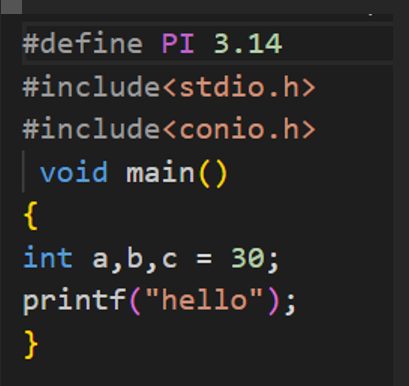 #define PI 3.14
#include<stdio.h>
#include<conio.h>
void main()
{
int a,b,c = 30;
printf("hello");
}